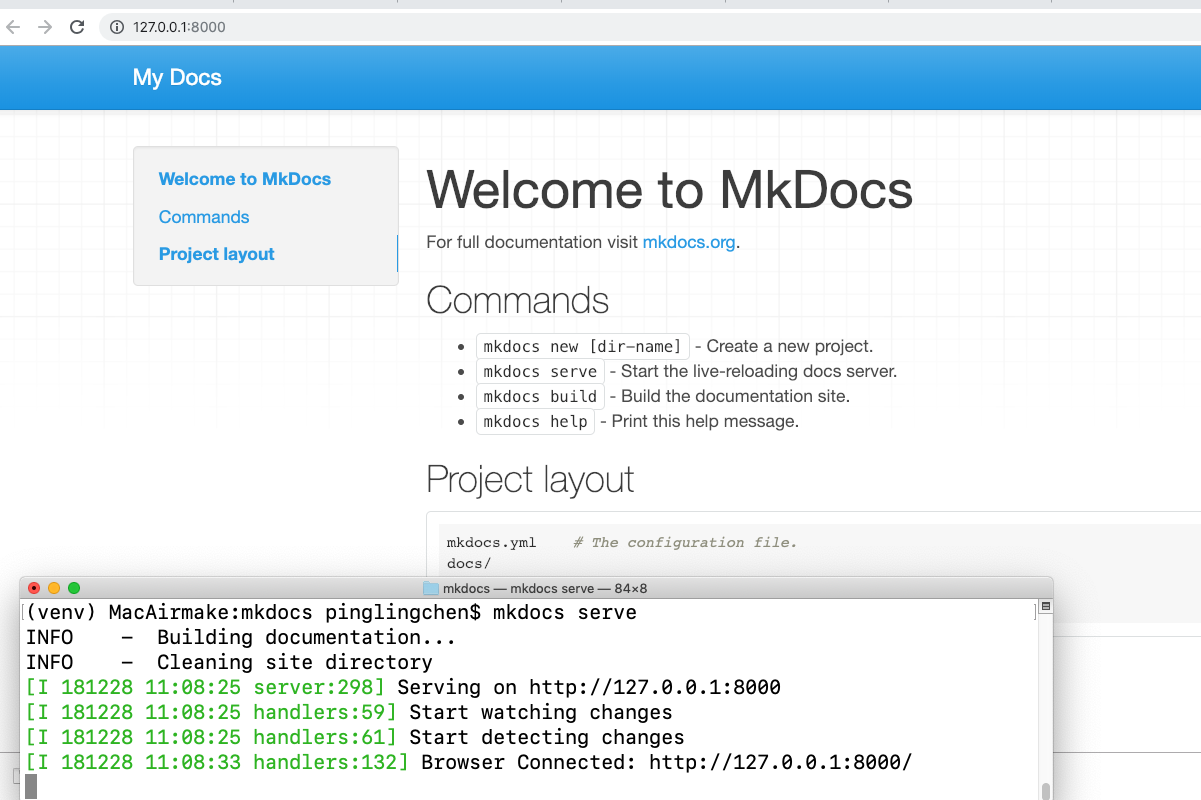 127.0.0.1:8000
My Docs
Welcome to MkDocs
Commands
Project layout
Welcome to MkDocs
For full documentation visit mkdocs.org.
Commands
mkdocs new [dir-name] - Create a new project.
mkdocs serve - Start the live-reloading docs server.
mkdocs build - Build the documentation site.
mkdocs help - Print this help message.
Project layout
mkdocs.yml    # The configuration file.
docs/
mkdocs — mkdocs serve — 84×8
[(venv) MacAirmake:mkdocs pinglingchen$ mkdocs serve ]
INFO    -  Building documentation...
INFO    -  Cleaning site directory
[I 181228 11:08:25 server:298] Serving on http://127.0.0.1:8000
[I 181228 11:08:25 handlers:59] Start watching changes
[I 181228 11:08:25 handlers:61] Start detecting changes
[I 181228 11:08:33 handlers:132] Browser Connected: http://127.0.0.1:8000/